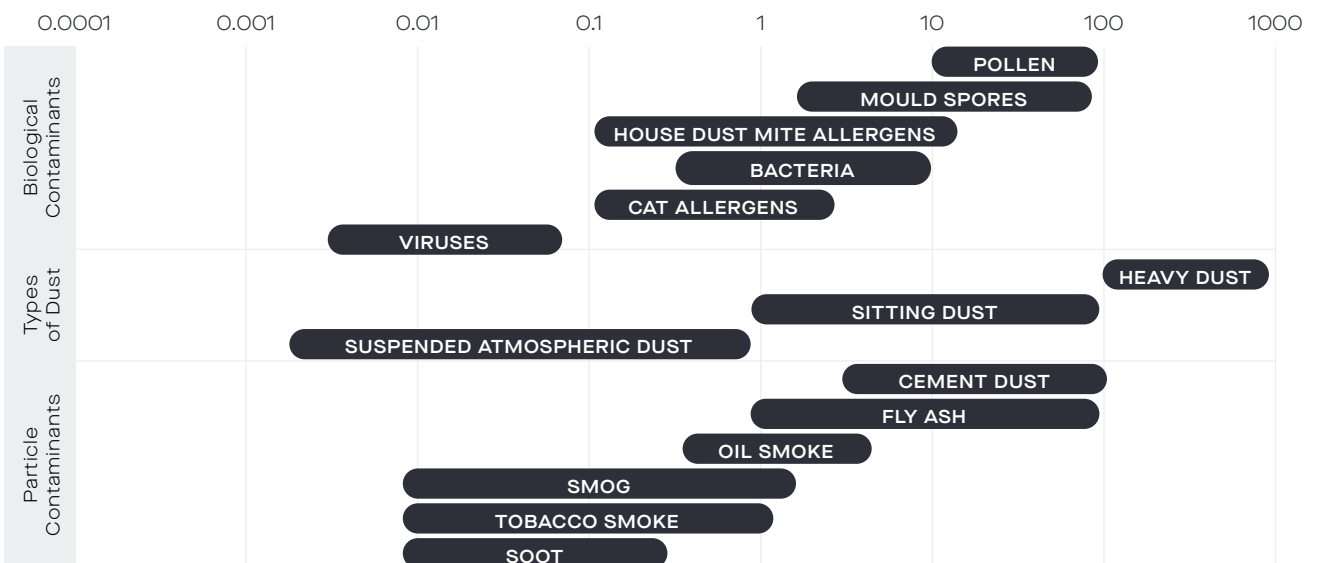 0.0001 0.001 0.01 0.1 1 10 100 1000
Biological
Contaminants
POLLEN
MOULD SPORES
HOUSE DUST MITE ALLERGENS
BACTERIA
CAT ALLERGENS
VIRUSES
Types
of Dust
HEAVY DUST
SITTING DUST
SUSPENDED ATMOSPHERIC DUST
Particle
Contaminants
CEMENT DUST
FLY ASH
OIL SMOKE
SMOG
TOBACCO SMOKE
SOOT